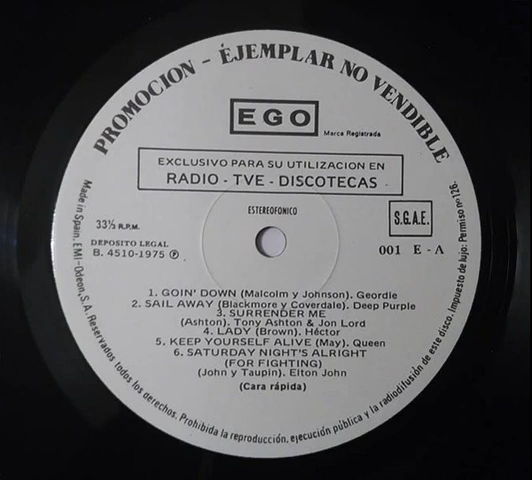 PROMOCION - ÉJEMPLAR NO VENDIBLE
EGO
Marca Registrada
EXCLUSIVO PARA SU UTILIZACION EN
RADIO - TVE - DISCOTECAS
ESTEREOFONICO
33⅓ R.P.M.
S.G.A.E.
DEPOSITO LEGAL
B. 4510-1975 Ⓟ
001 E - A
1. GOIN' DOWN (Malcolm y Johnson). Geordie
2. SAIL AWAY (Blackmore y Coverdale). Deep Purple
3. SURRENDER ME
(Ashton). Tony Ashton & Jon Lord
4. LADY (Brown). Héctor
5. KEEP YOURSELF ALIVE (May). Queen
6. SATURDAY NIGHT'S ALRIGHT
(FOR FIGHTING)
(John y Taupin). Elton John
(Cara rápida)
Made in Spain. EMI-Odeon, S. A. Reservados todos los derechos. Prohibida la reproducción, ejecución pública y la radiodifusión de este disco. Impuesto de lujo: Permiso nº 126.